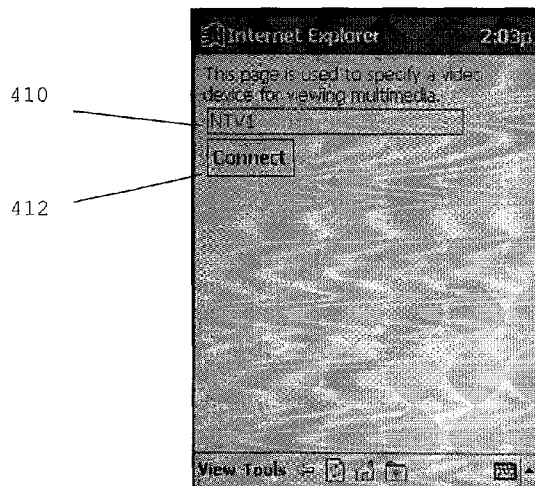 Internet Explorer 2:03p
This page is used to specify a video
device for viewing multimedia.
410
NTV1
Connect
412
View Tools